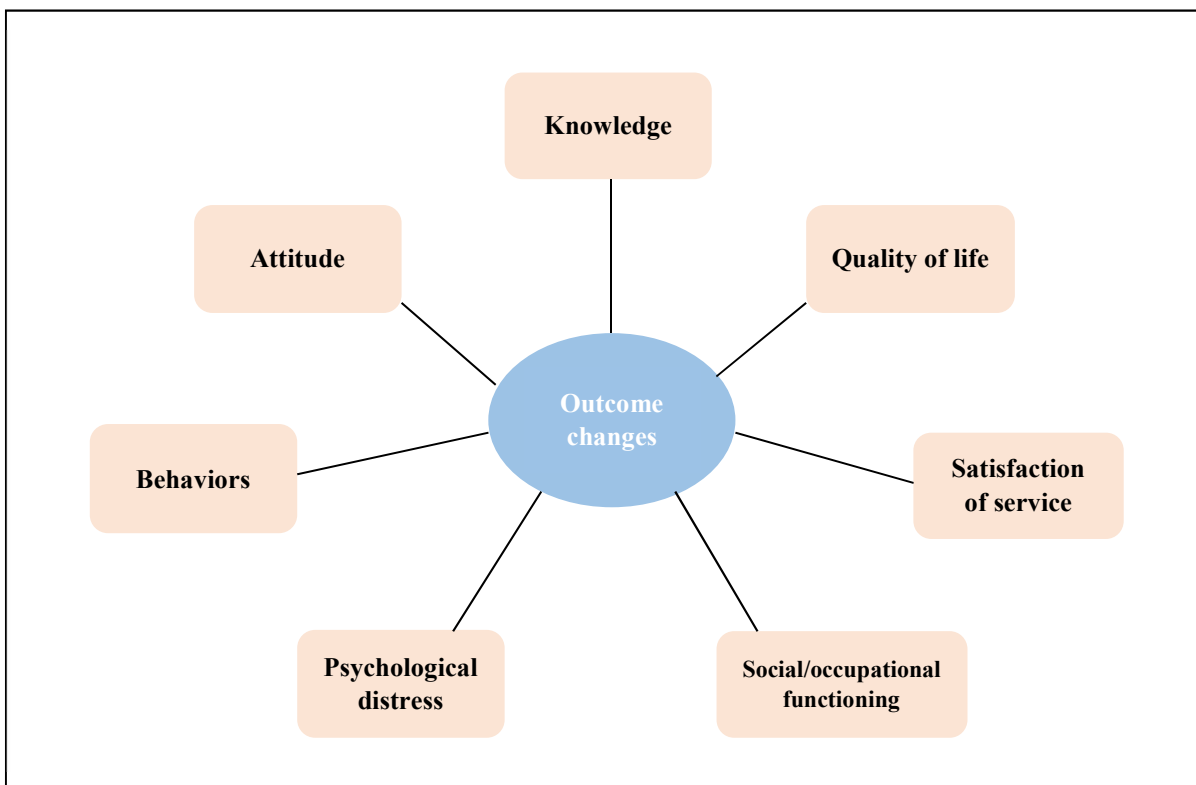 Knowledge
Attitude
Quality of life
Outcome
changes
Behaviors
Satisfaction
of service
Psychological
distress
Social/occupational
functioning